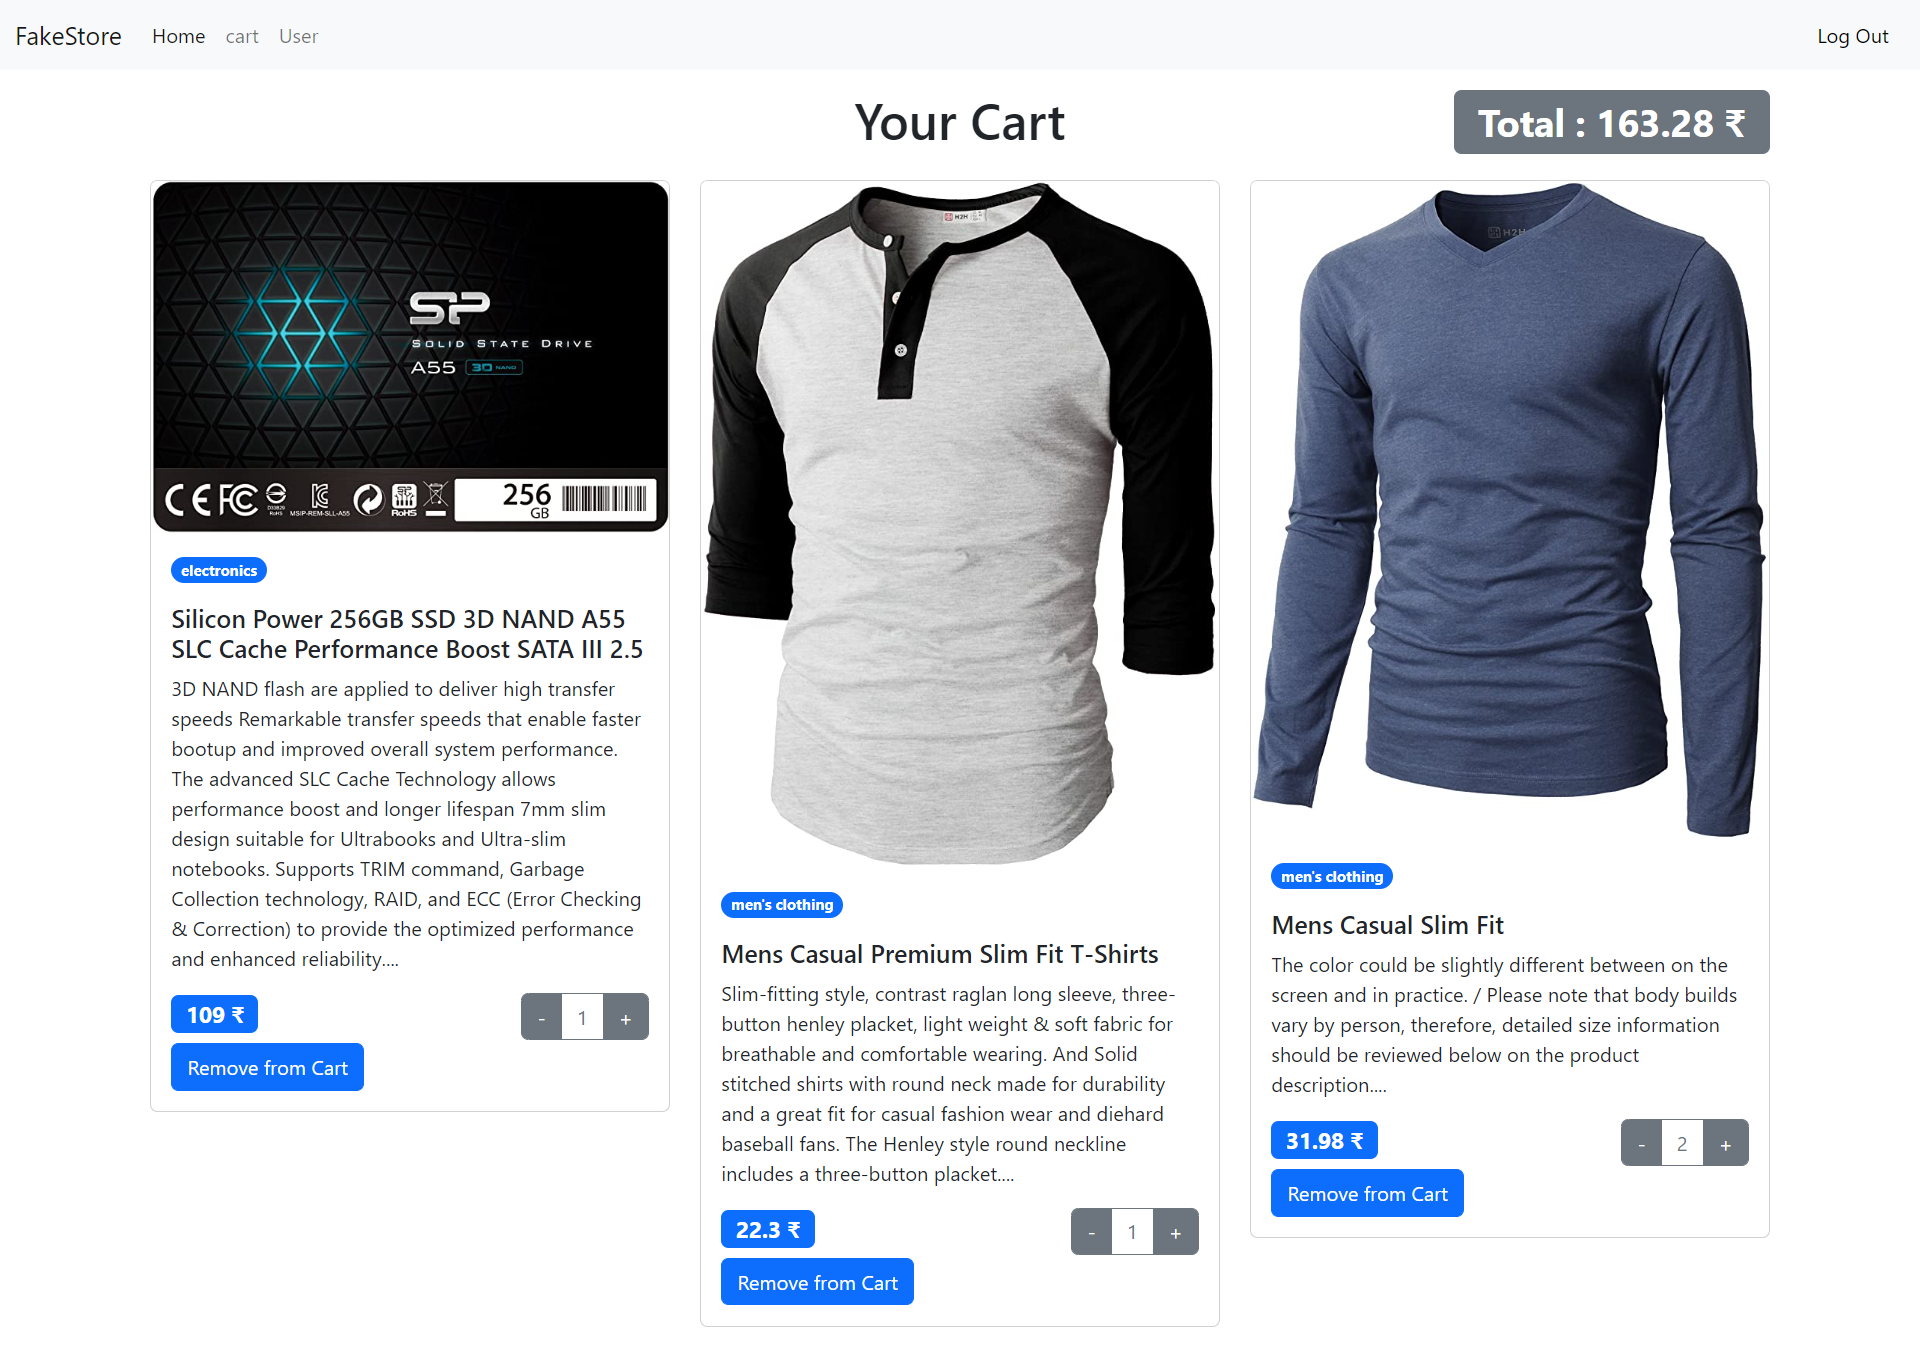 FakeStore
Home
cart
User
Log Out
Your Cart
Total : 163.28 ₹
SP
SOLID STATE DRIVE
A55 3D NAND
CE FC
D33B29
RoHS
MSIP-REM-SLL-A55
RoHS
256
GB
electronics
Silicon Power 256GB SSD 3D NAND A55
SLC Cache Performance Boost SATA III 2.5
3D NAND flash are applied to deliver high transfer
speeds Remarkable transfer speeds that enable faster
bootup and improved overall system performance.
The advanced SLC Cache Technology allows
performance boost and longer lifespan 7mm slim
design suitable for Ultrabooks and Ultra-slim
notebooks. Supports TRIM command, Garbage
Collection technology, RAID, and ECC (Error Checking
& Correction) to provide the optimized performance
and enhanced reliability....
109 ₹
- 1 +
Remove from Cart
H2H
men's clothing
Mens Casual Premium Slim Fit T-Shirts
Slim-fitting style, contrast raglan long sleeve, three-
button henley placket, light weight & soft fabric for
breathable and comfortable wearing. And Solid
stitched shirts with round neck made for durability
and a great fit for casual fashion wear and diehard
baseball fans. The Henley style round neckline
includes a three-button placket....
22.3 ₹
- 1 +
Remove from Cart
H2H
men's clothing
Mens Casual Slim Fit
The color could be slightly different between on the
screen and in practice. / Please note that body builds
vary by person, therefore, detailed size information
should be reviewed below on the product
description....
31.98 ₹
- 2 +
Remove from Cart